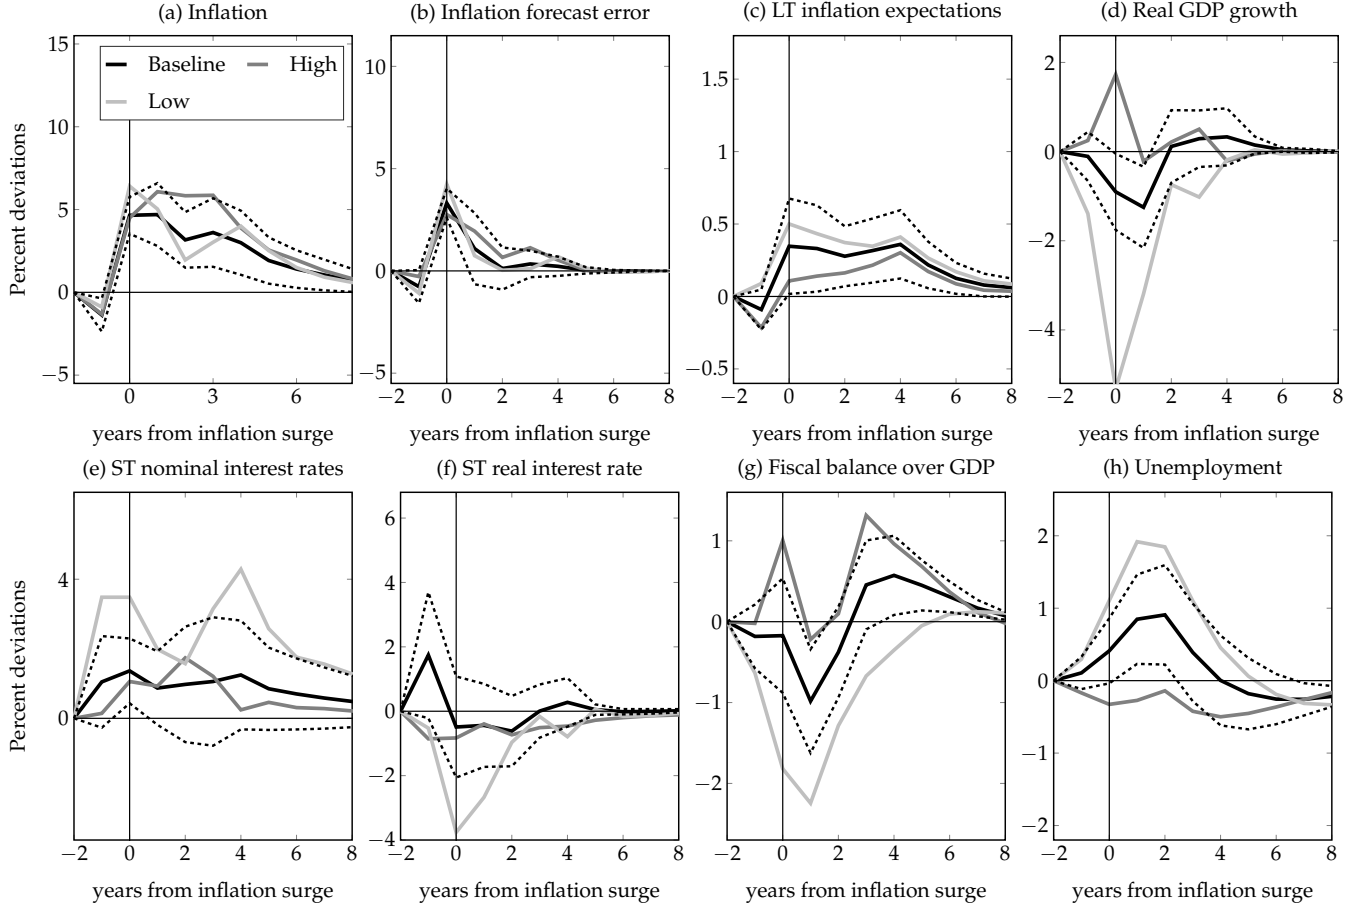 (a) Inflation
(b) Inflation forecast error
(c) LT inflation expectations
(d) Real GDP growth
Percent deviations
15
10
5
0
−5
Baseline
High
Low
−2 0 3 6 8
years from inflation surge
10
5
0
−5
−2 0 2 4 6 8
years from inflation surge
1.5
1
0.5
0
−0.5
−2 0 2 4 6 8
years from inflation surge
2
0
−2
−4
−2 0 2 4 6 8
years from inflation surge
(e) ST nominal interest rates
(f) ST real interest rate
(g) Fiscal balance over GDP
(h) Unemployment
Percent deviations
4
0
−2 0 2 4 6 8
years from inflation surge
6
4
2
0
−2
−4
−2 0 2 4 6 8
years from inflation surge
1
0
−1
−2
−2 0 2 4 6 8
years from inflation surge
2
1
0
−1
−2
−2 0 2 4 6 8
years from inflation surge